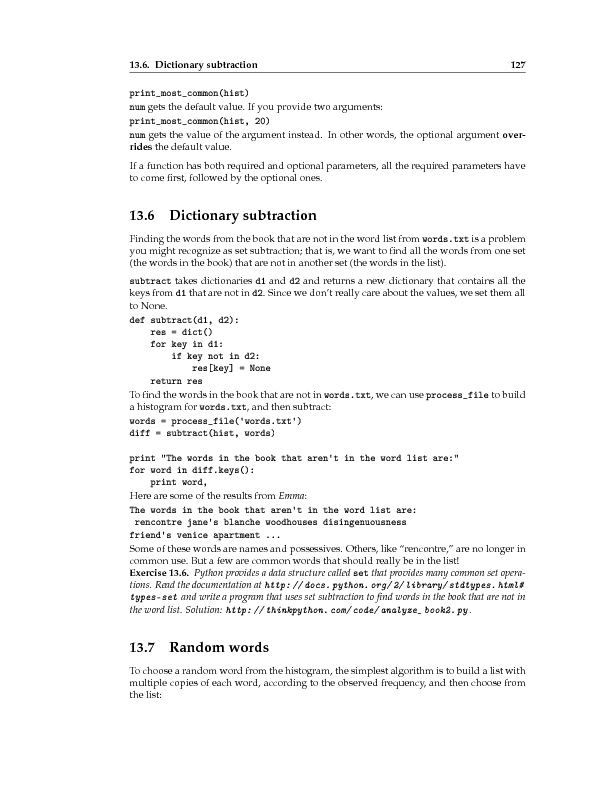 13.6. Dictionary subtraction 127
print_most_common(hist)
num gets the default value. If you provide two arguments:
print_most_common(hist, 20)
num gets the value of the argument instead. In other words, the optional argument over-
rides the default value.
If a function has both required and optional parameters, all the required parameters have
to come first, followed by the optional ones.
13.6 Dictionary subtraction
Finding the words from the book that are not in the word list from words.txt is a problem
you might recognize as set subtraction; that is, we want to find all the words from one set
(the words in the book) that are not in another set (the words in the list).
subtract takes dictionaries d1 and d2 and returns a new dictionary that contains all the
keys from d1 that are not in d2. Since we don't really care about the values, we set them all
to None.
def subtract(d1, d2):
    res = dict()
    for key in d1:
        if key not in d2:
            res[key] = None
    return res
To find the words in the book that are not in words.txt, we can use process_file to build
a histogram for words.txt, and then subtract:
words = process_file('words.txt')
diff = subtract(hist, words)
print "The words in the book that aren't in the word list are:"
for word in diff.keys():
    print word,
Here are some of the results from Emma:
The words in the book that aren't in the word list are:
 rencontre jane's blanche woodhouses disingenuousness
friend's venice apartment ...
Some of these words are names and possessives. Others, like “rencontre,” are no longer in
common use. But a few are common words that should really be in the list!
Exercise 13.6. Python provides a data structure called set that provides many common set opera-
tions. Read the documentation at http://docs.python.org/2/library/stdtypes.html#
types-set and write a program that uses set subtraction to find words in the book that are not in
the word list. Solution: http://thinkpython.com/code/analyze_book2.py.
13.7 Random words
To choose a random word from the histogram, the simplest algorithm is to build a list with
multiple copies of each word, according to the observed frequency, and then choose from
the list: